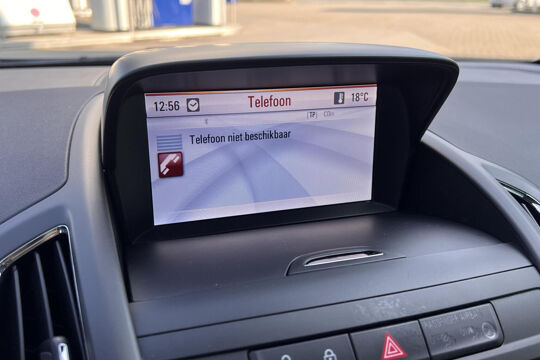 12:56 Telefoon 18°C
[TP]
Telefoon niet beschikbaar